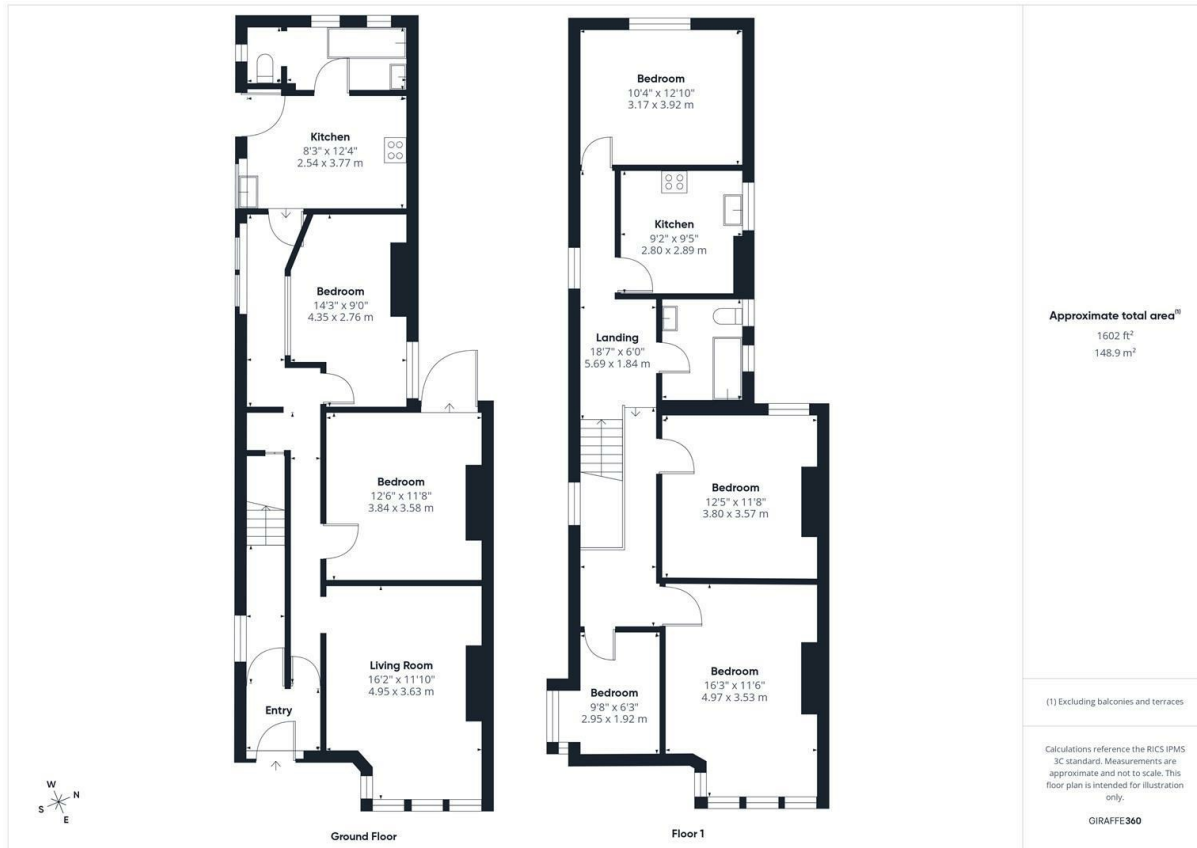 Kitchen
8'3" x 12'4"
2.54 x 3.77 m
Bedroom
14'3" x 9'0"
4.35 x 2.76 m
Bedroom
12'6" x 11'8"
3.84 x 3.58 m
Living Room
16'2" x 11'10"
4.95 x 3.63 m
Entry
Ground Floor
Bedroom
10'4" x 12'10"
3.17 x 3.92 m
Kitchen
9'2" x 9'5"
2.80 x 2.89 m
Landing
18'7" x 6'0"
5.69 x 1.84 m
Bedroom
12'5" x 11'8"
3.80 x 3.57 m
Bedroom
16'3" x 11'6"
4.97 x 3.53 m
Bedroom
9'8" x 6'3"
2.95 x 1.92 m
Floor 1
W
N
S
E
Approximate total area(1)
1602 ft²
148.9 m²
(1) Excluding balconies and terraces
Calculations reference the RICS IPMS
3C standard. Measurements are
approximate and not to scale. This
floor plan is intended for illustration
only.
GIRAFFE360